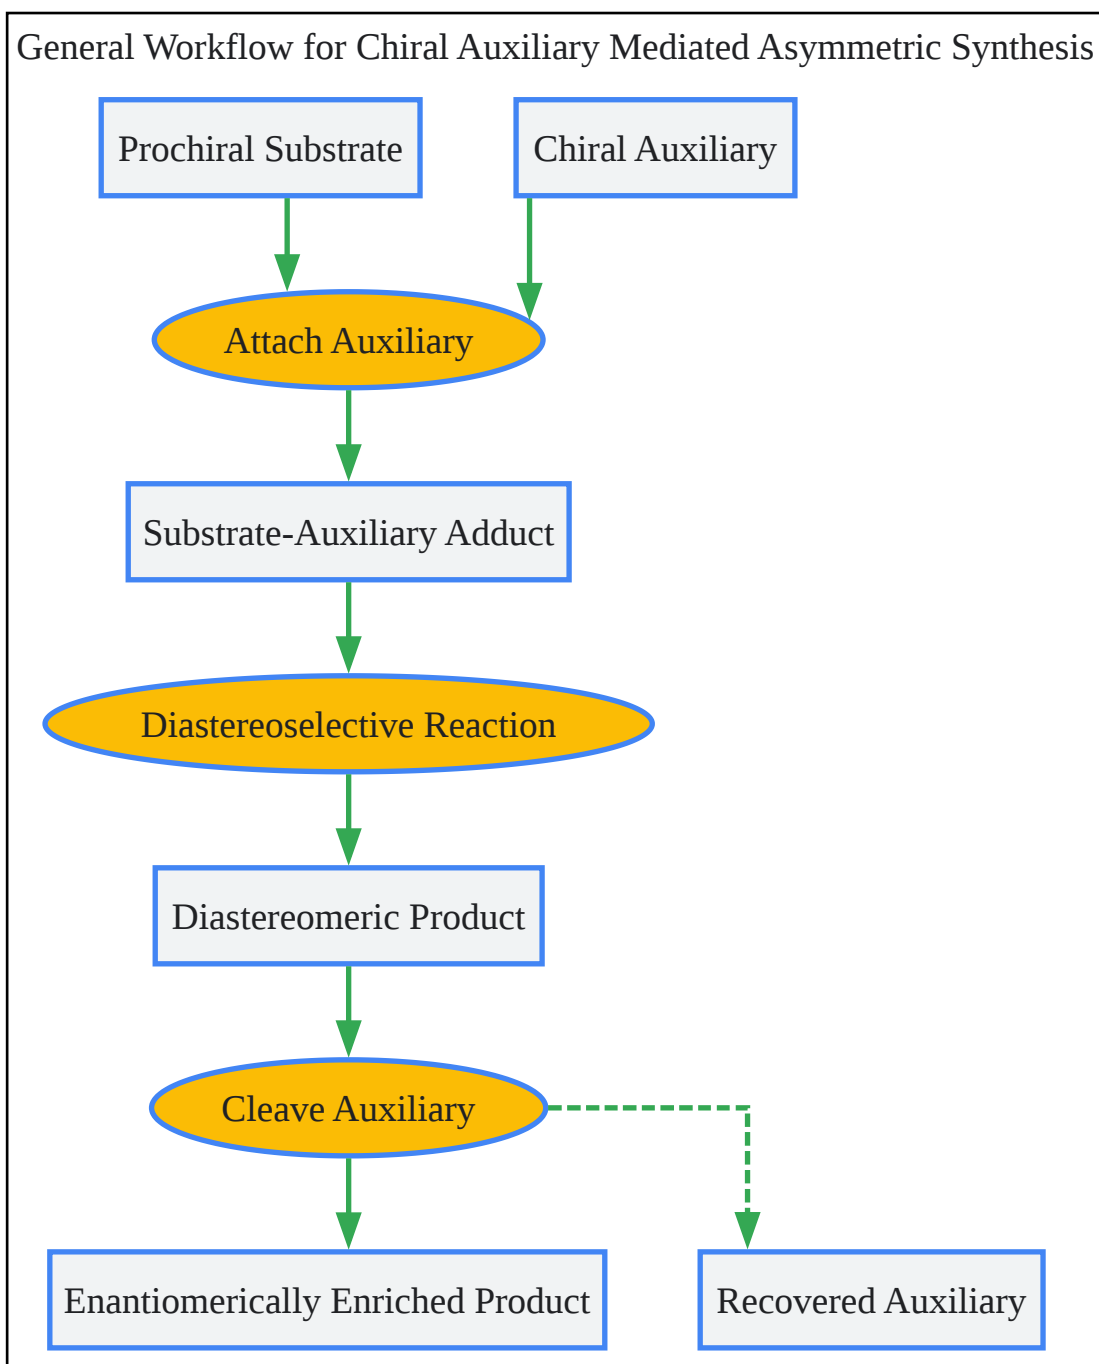 General Workflow for Chiral Auxiliary Mediated Asymmetric Synthesis
Prochiral Substrate
Chiral Auxiliary
Attach Auxiliary
Substrate-Auxiliary Adduct
Diastereoselective Reaction
Diastereomeric Product
Cleave Auxiliary
Enantiomerically Enriched Product
Recovered Auxiliary